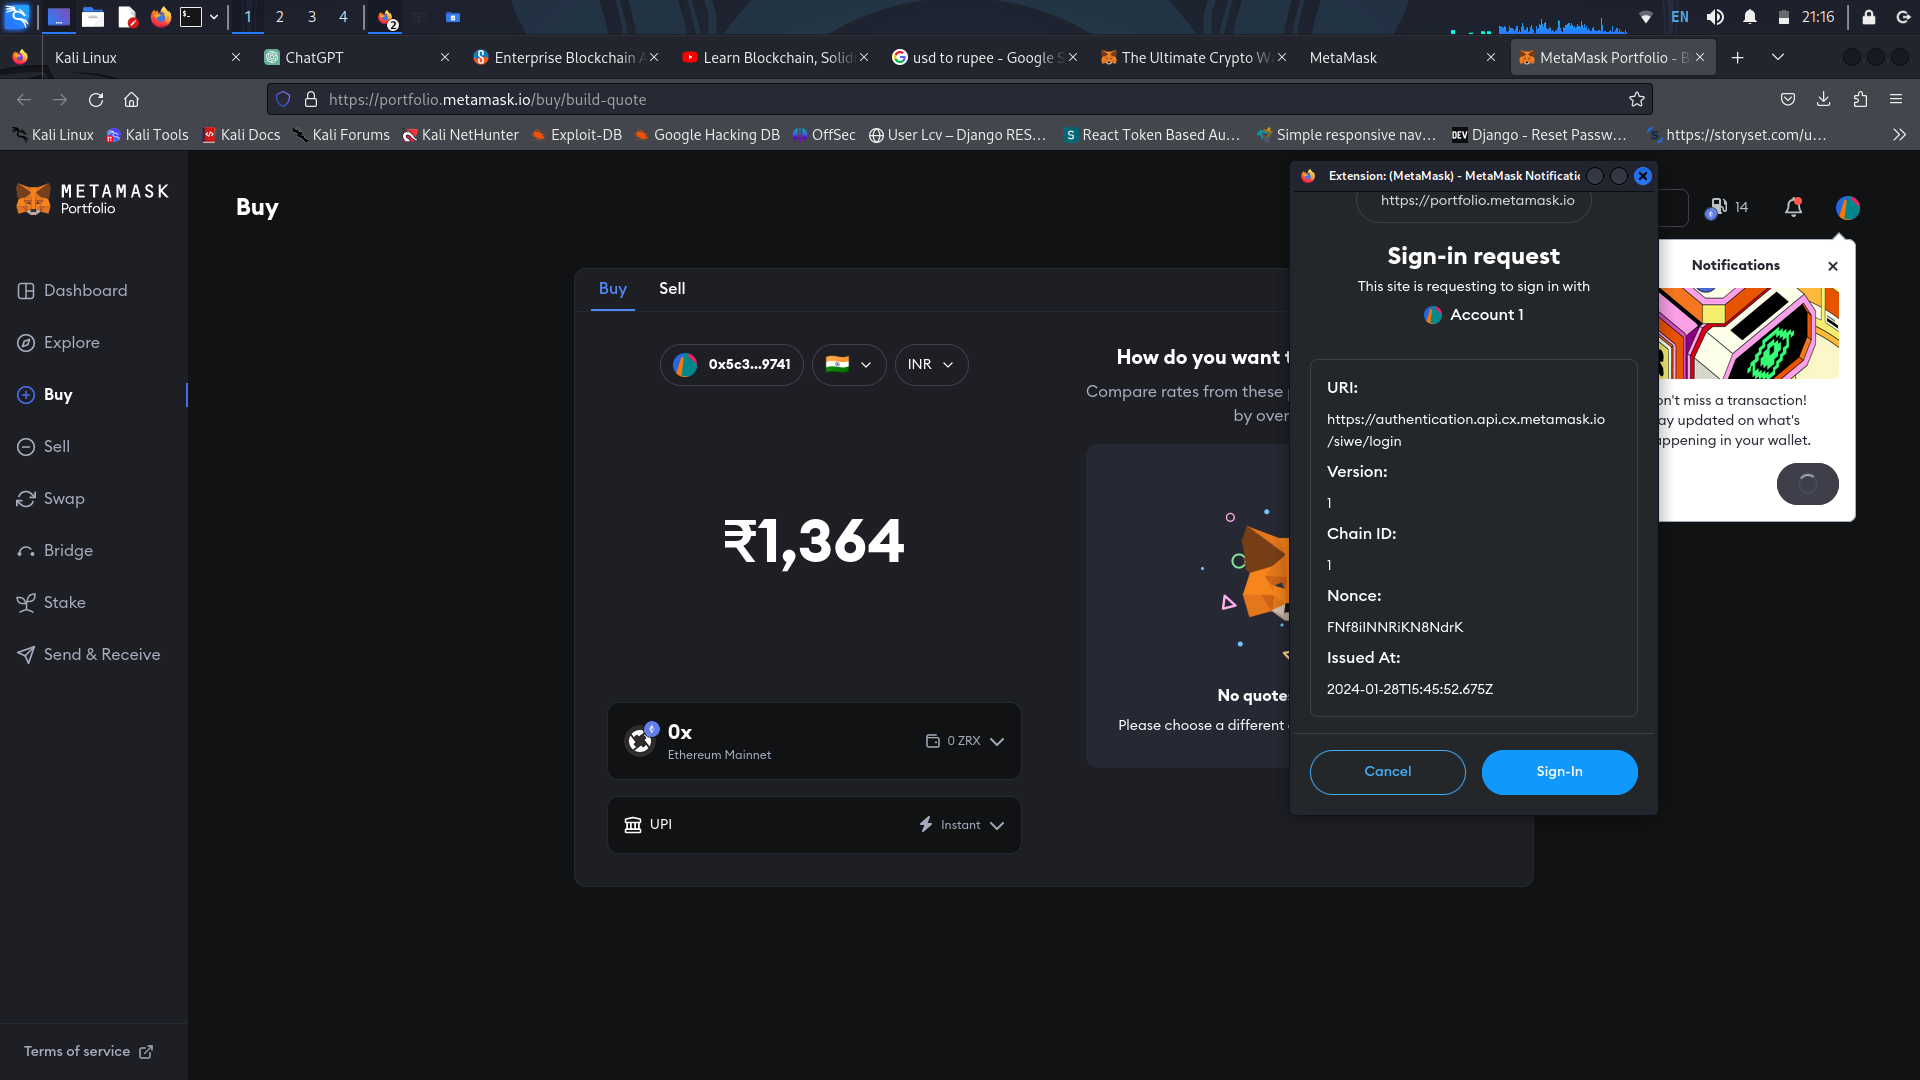 1 2 3 4 2 EN 21:16
Kali Linux
ChatGPT
Enterprise Blockchain A
Learn Blockchain, Solidi
usd to rupee - Google S
The Ultimate Crypto Wa
MetaMask
MetaMask Portfolio - B
https://portfolio.metamask.io/buy/build-quote
Kali Linux Kali Tools Kali Docs Kali Forums Kali NetHunter Exploit-DB Google Hacking DB OffSec User Lcv – Django RES… React Token Based Au… Simple responsive nav… Django - Reset Passw… https://storyset.com/u…
METAMASK
Portfolio
Dashboard
Explore
Buy
Sell
Swap
Bridge
Stake
Send & Receive
Terms of service
Buy
14
Buy Sell
0x5c3...9741 INR
₹1,364
0x
Ethereum Mainnet
0 ZRX
UPI Instant
How do you want t
Compare rates from these
by over
No quote
Please choose a different
Extension: (MetaMask) - MetaMask Notificatio
https://portfolio.metamask.io
Sign-in request
This site is requesting to sign in with
Account 1
URI:
https://authentication.api.cx.metamask.io
/siwe/login
Version:
1
Chain ID:
1
Nonce:
FNf8iINNRiKN8NdrK
Issued At:
2024-01-28T15:45:52.675Z
Cancel Sign-In
Notifications
on't miss a transaction!
ay updated on what's
appening in your wallet.